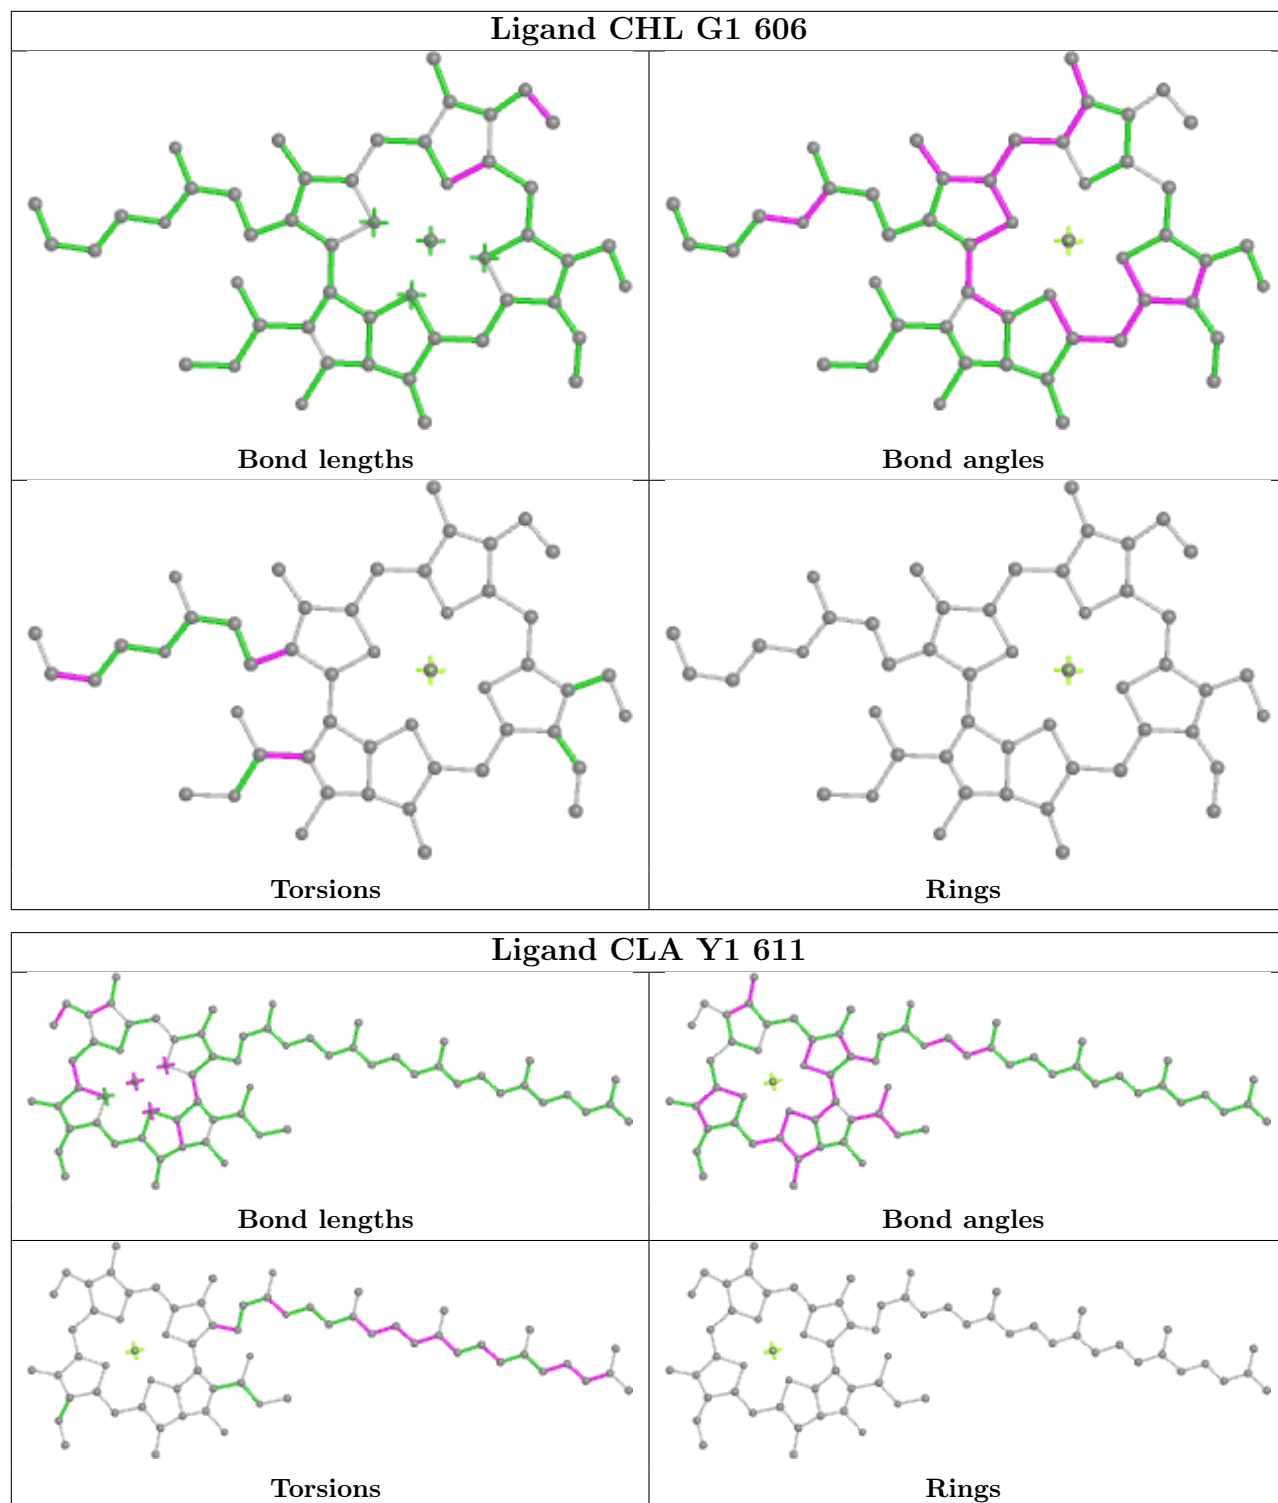 Ligand CHL G1 606
Bond lengths
Bond angles
Torsions
Rings
Ligand CLA Y1 611
Bond lengths
Bond angles
Torsions
Rings